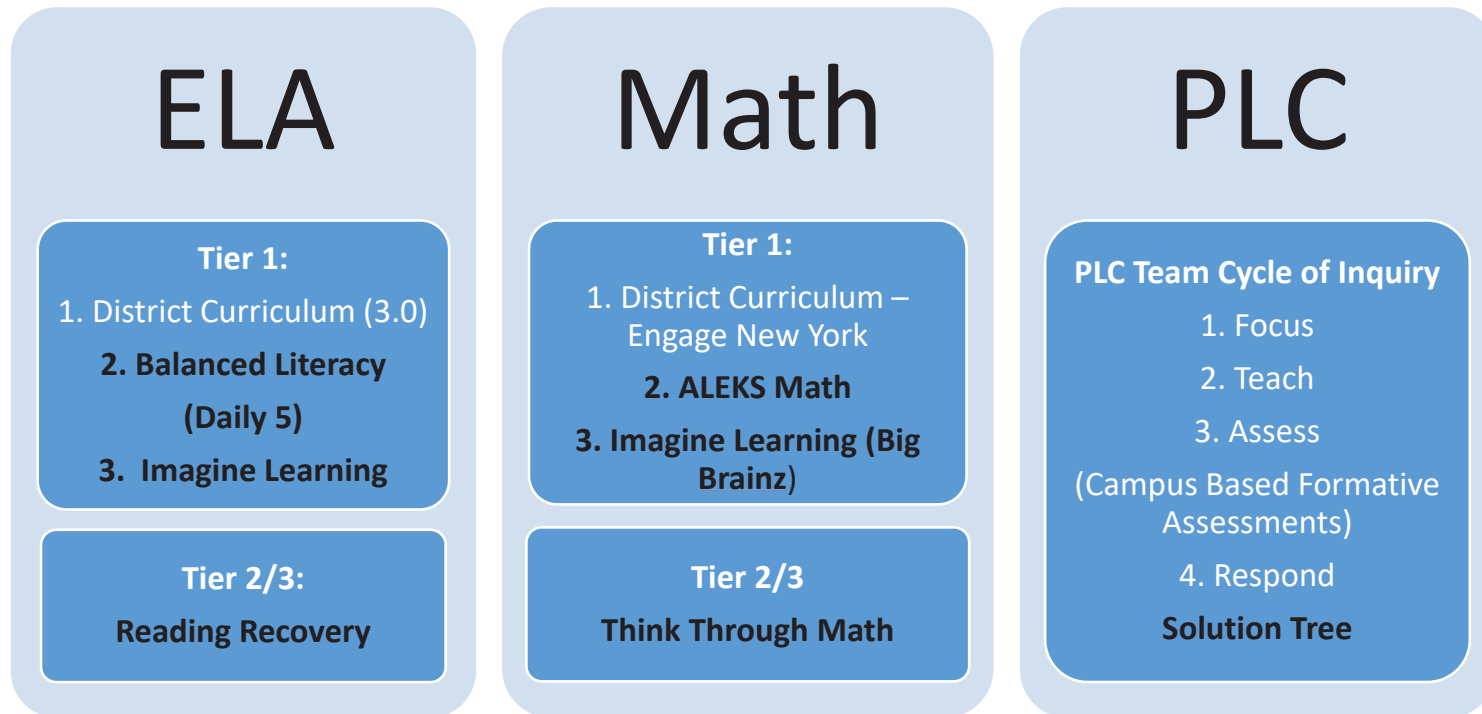 ELA
Tier 1:
1. District Curriculum (3.0)
2. Balanced Literacy
(Daily 5)
3. Imagine Learning
Tier 2/3:
Reading Recovery
Math
Tier 1:
1. District Curriculum –
Engage New York
2. ALEKS Math
3. Imagine Learning (Big
Brainz)
Tier 2/3
Think Through Math
PLC
PLC Team Cycle of Inquiry
1. Focus
2. Teach
3. Assess
(Campus Based Formative
Assessments)
4. Respond
Solution Tree